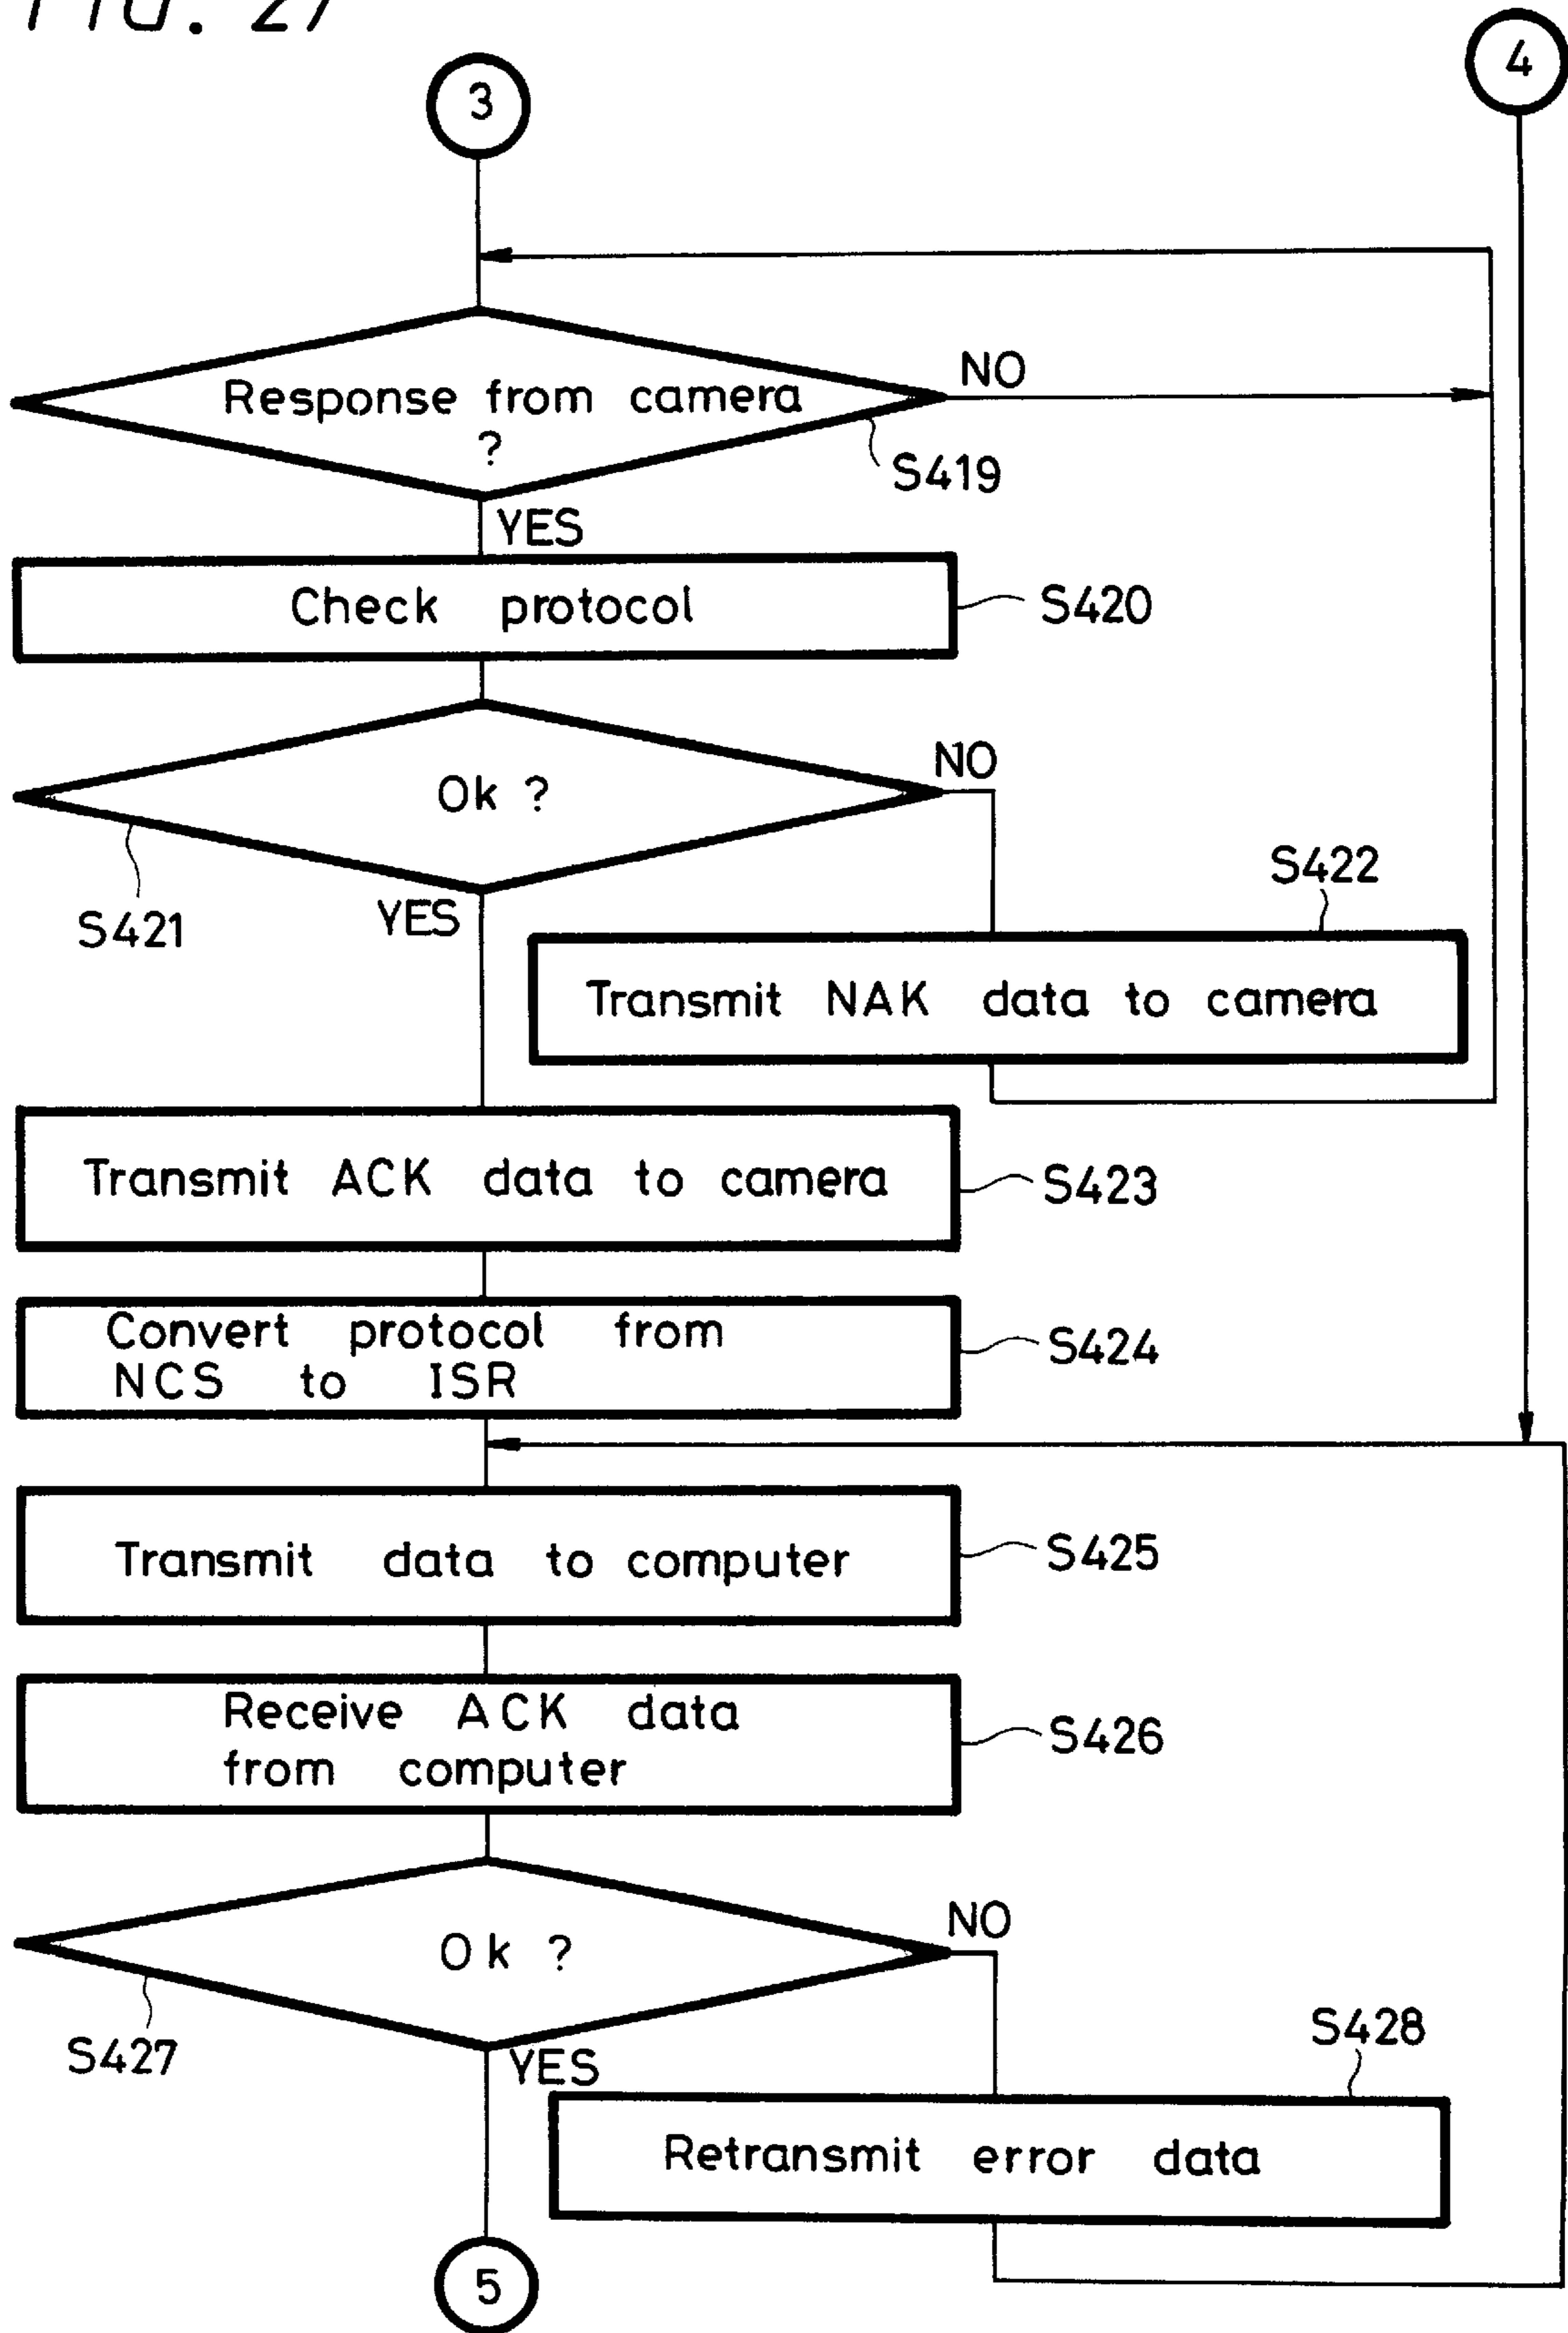 FIG. 27
3
4
Response from camera
?
NO
S419
YES
Check protocol
S420
Ok ?
NO
S421
YES
S422
Transmit NAK data to camera
Transmit ACK data to camera
S423
Convert protocol from
NCS to ISR
S424
Transmit data to computer
S425
Receive ACK data
from computer
S426
Ok ?
NO
S427
YES
S428
Retransmit error data
5